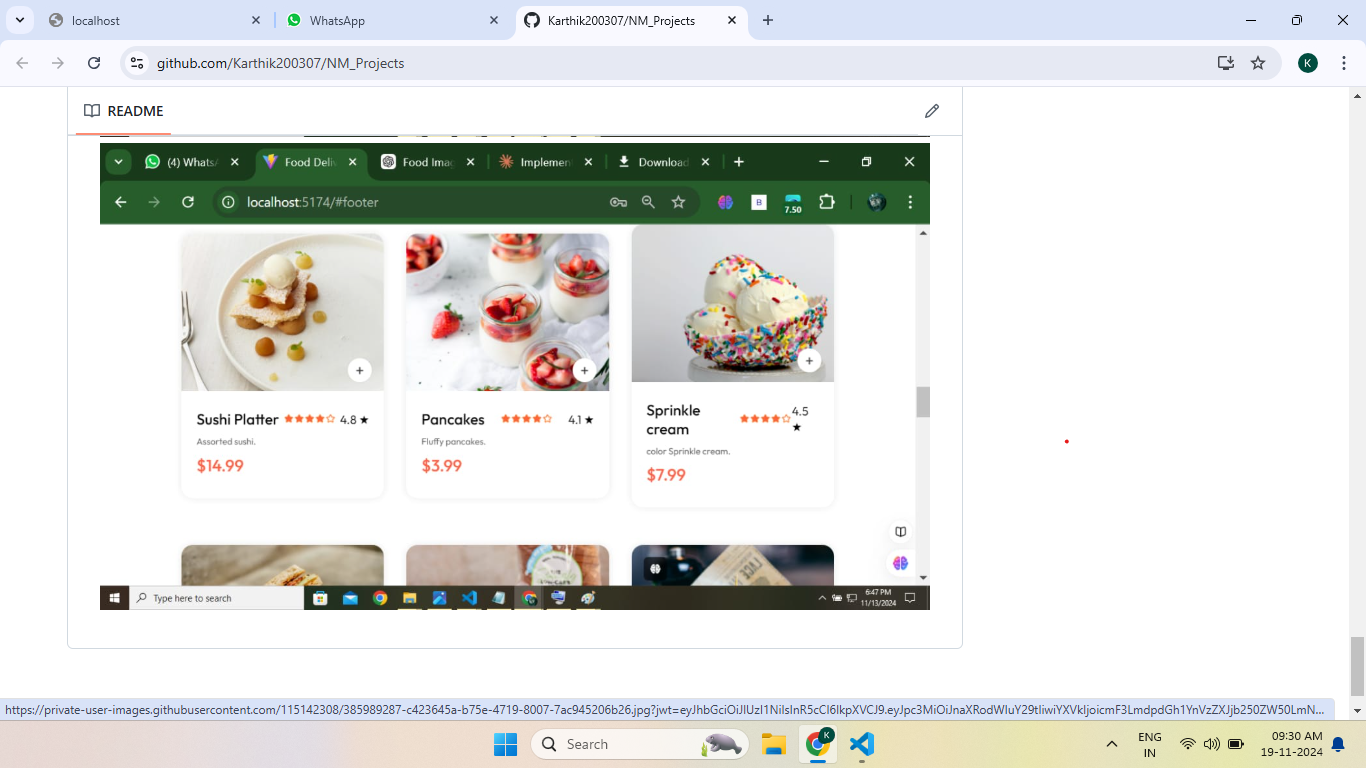 localhost
WhatsApp
Karthik200307/NM_Projects
github.com/Karthik200307/NM_Projects
K
README
(4) Whats
Food Deli
Food Ima
Implemen
Download
localhost:5174/#footer
B
7.50
Sushi Platter 4.8 ★
Assorted sushi.
$14.99
Pancakes 4.1 ★
Fluffy pancakes.
$3.99
Sprinkle
cream
4.5
★
color Sprinkle cream.
$7.99
Type here to search
6:47 PM
11/13/2024
https://private-user-images.githubusercontent.com/115142308/385989287-c423645a-b75e-4719-8007-7ac945206b26.jpg?jwt=
Search
K
ENG
IN
09:30 AM
19-11-2024